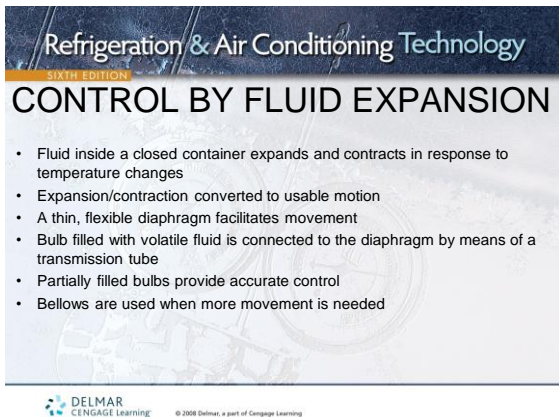 Refrigeration & Air Conditioning Technology
SIXTH EDITION
CONTROL BY FLUID EXPANSION
• Fluid inside a closed container expands and contracts in response to
temperature changes
• Expansion/contraction converted to usable motion
• A thin, flexible diaphragm facilitates movement
• Bulb filled with volatile fluid is connected to the diaphragm by means of a
transmission tube
• Partially filled bulbs provide accurate control
• Bellows are used when more movement is needed
DELMAR
CENGAGE Learning
© 2008 Delmar, a part of Cengage Learning